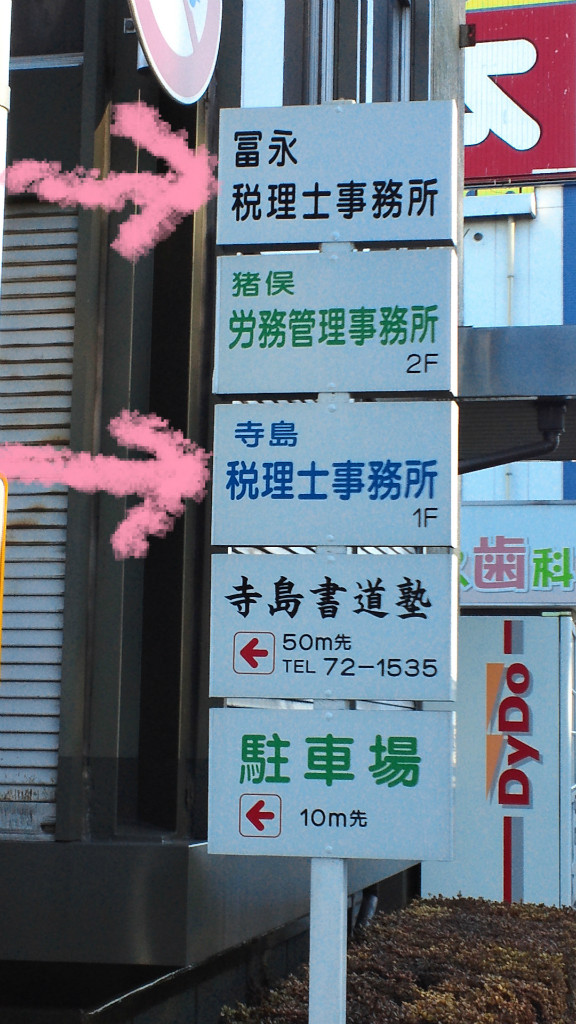 冨永
税理士事務所
猪俣
労務管理事務所
2F
寺島
税理士事務所
1F
寺島書道塾
50m先
TEL 72-1535
駐車場
10m先
歯科
DyDo